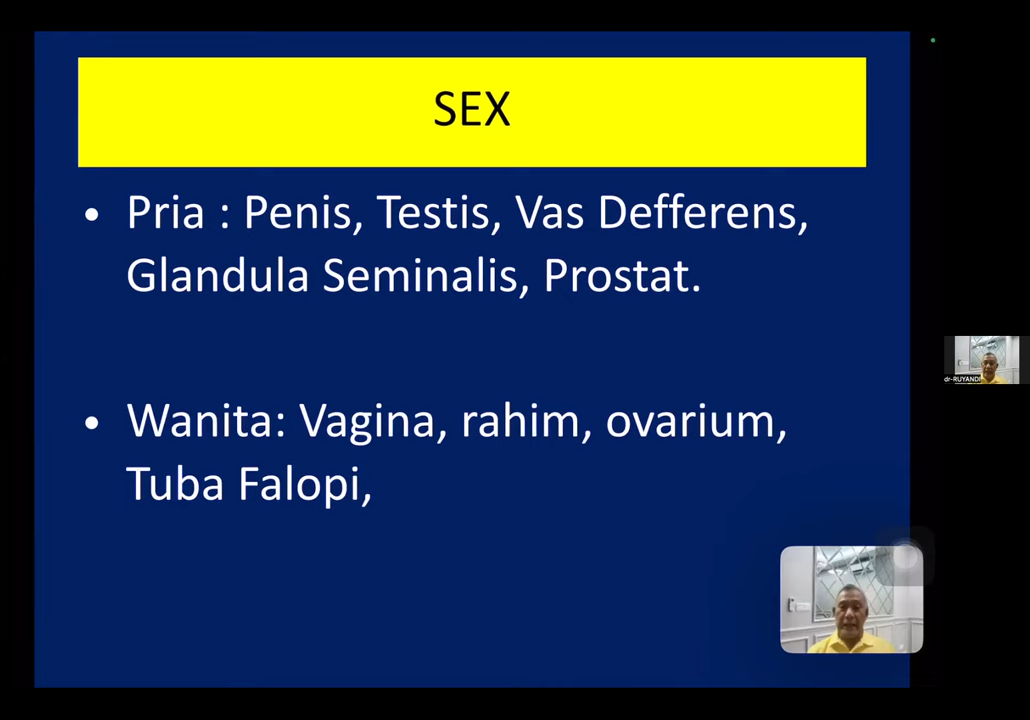 SEX
• Pria : Penis, Testis, Vas Defferens,
Glandula Seminalis, Prostat.
• Wanita: Vagina, rahim, ovarium,
Tuba Falopi,
dr-RUYANDI